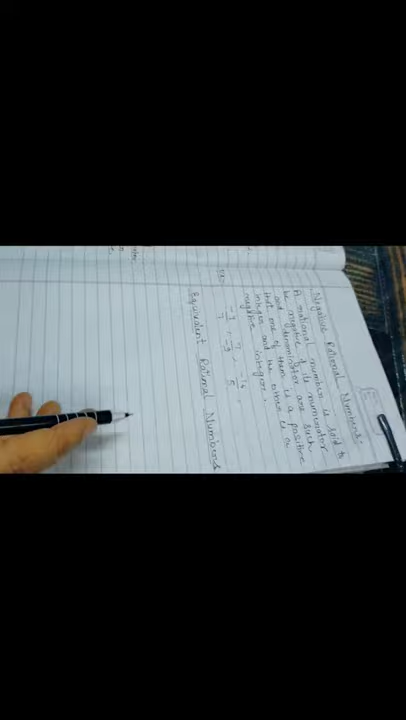 Negative Rational Numbers:
A rational number is said to
be negative if its numerator
and denominator are such
that one of them is a positive
integer and the other is a
negative integer.
Equivalent Rational Numbers